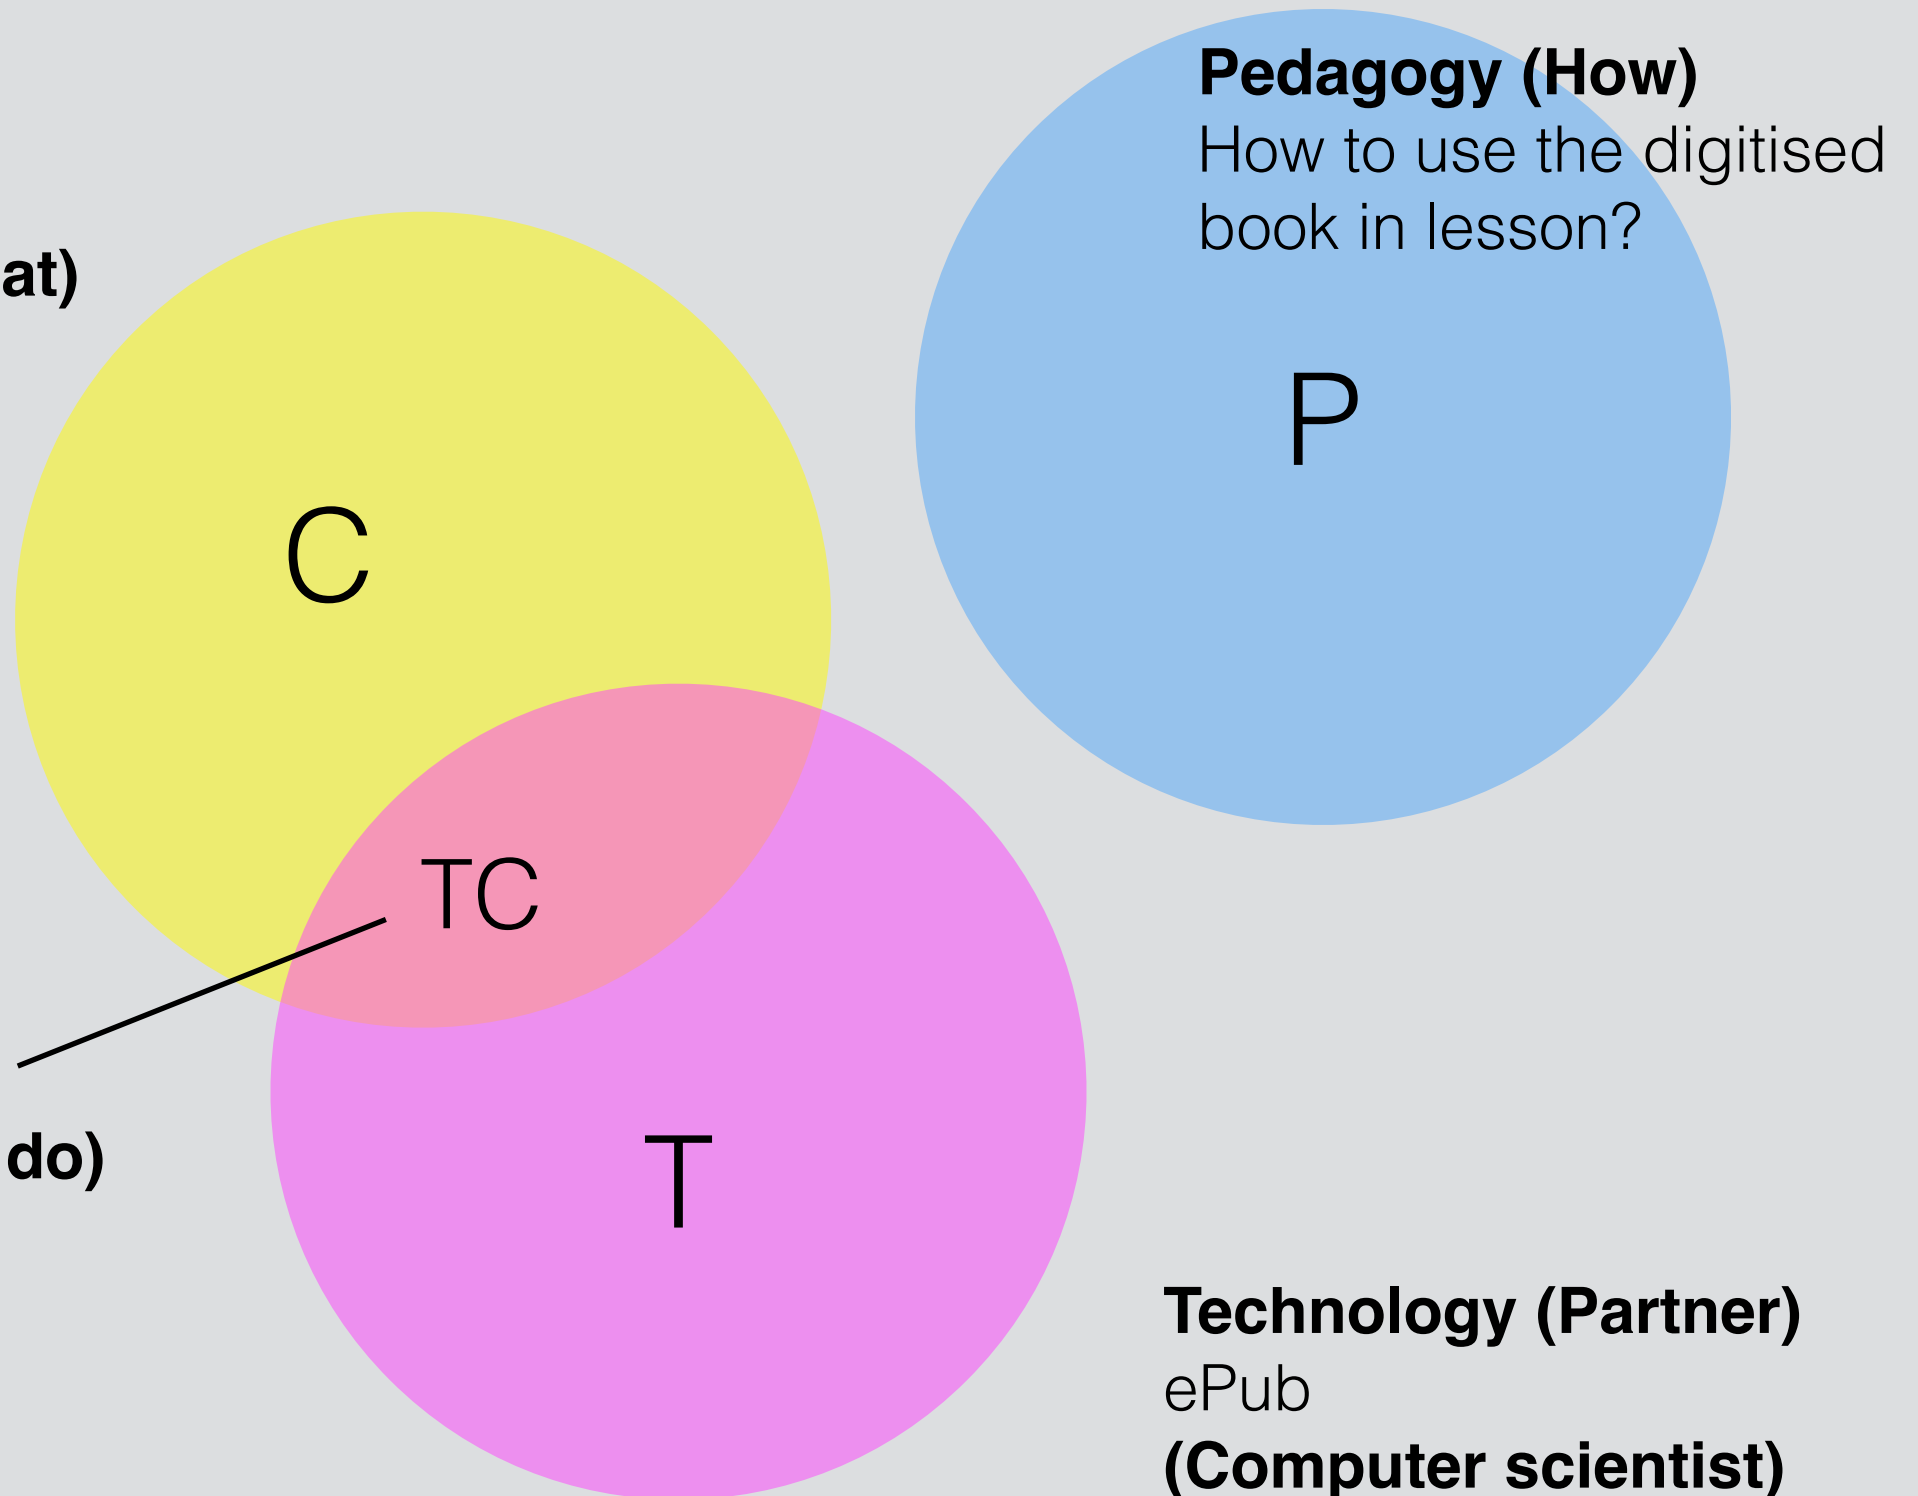 Pedagogy (How)
How to use the digitised
book in lesson?
at)
P
C
TC
do)
T
Technology (Partner)
ePub
(Computer scientist)